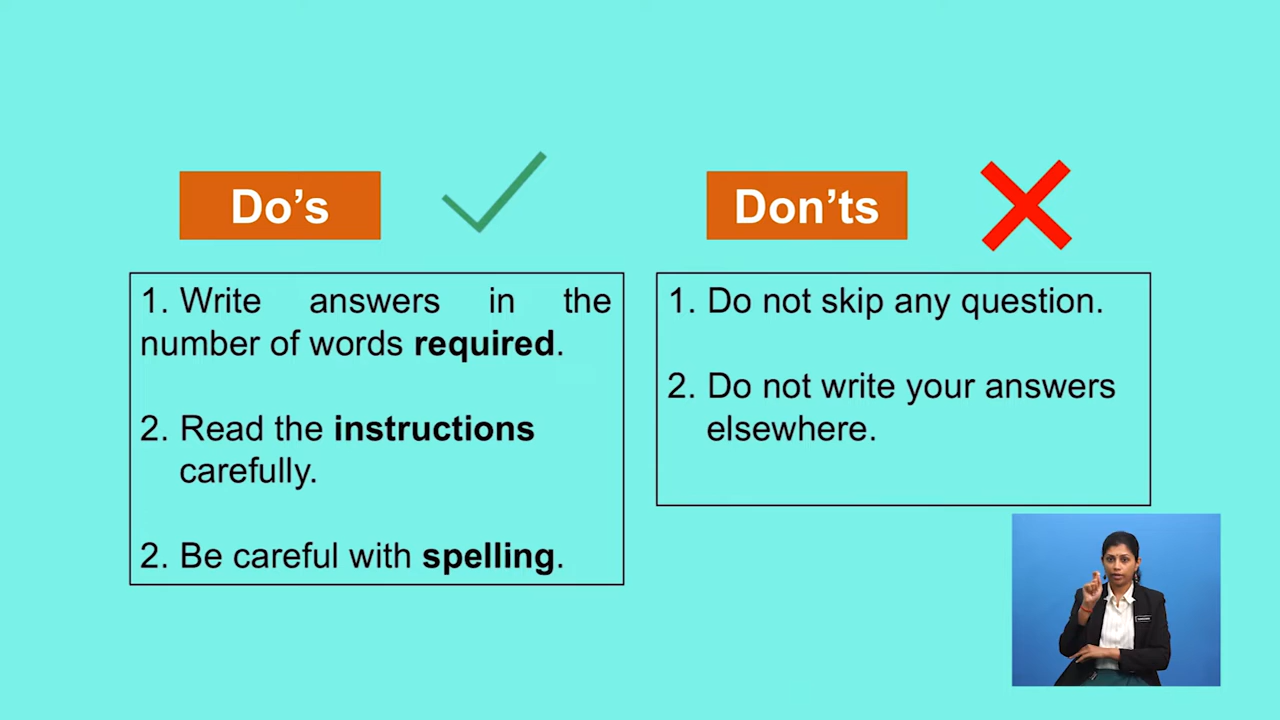 Do’s
1. Write answers in the
number of words required.
2. Read the instructions
carefully.
2. Be careful with spelling.
Don’ts
1. Do not skip any question.
2. Do not write your answers
elsewhere.